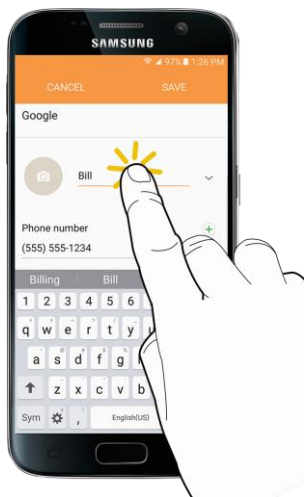 SAMSUNG
97% 1:26 PM
CANCEL SAVE
Google
Bill
Phone number
(555) 555-1234
Billing Bill
1 2 3 4 5 6
q w e r t y u
a s d f g
z x c v b
Sym , English(US)